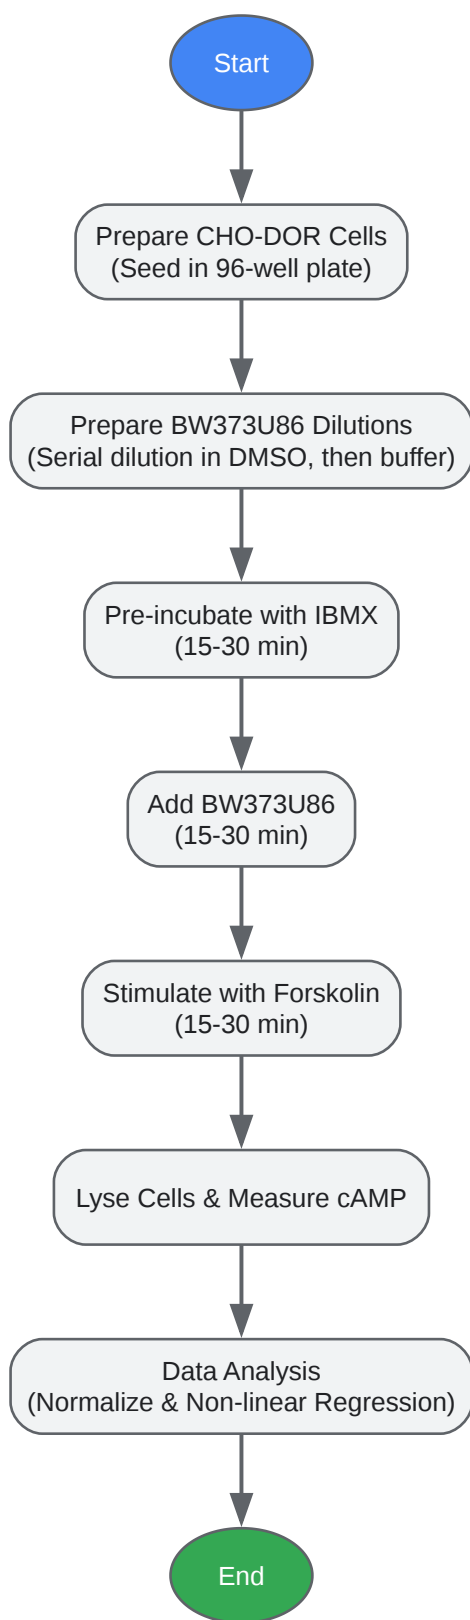 Start
Prepare CHO-DOR Cells
(Seed in 96-well plate)
Prepare BW373U86 Dilutions
(Serial dilution in DMSO, then buffer)
Pre-incubate with IBMX
(15-30 min)
Add BW373U86
(15-30 min)
Stimulate with Forskolin
(15-30 min)
Lyse Cells & Measure cAMP
Data Analysis
(Normalize & Non-linear Regression)
End